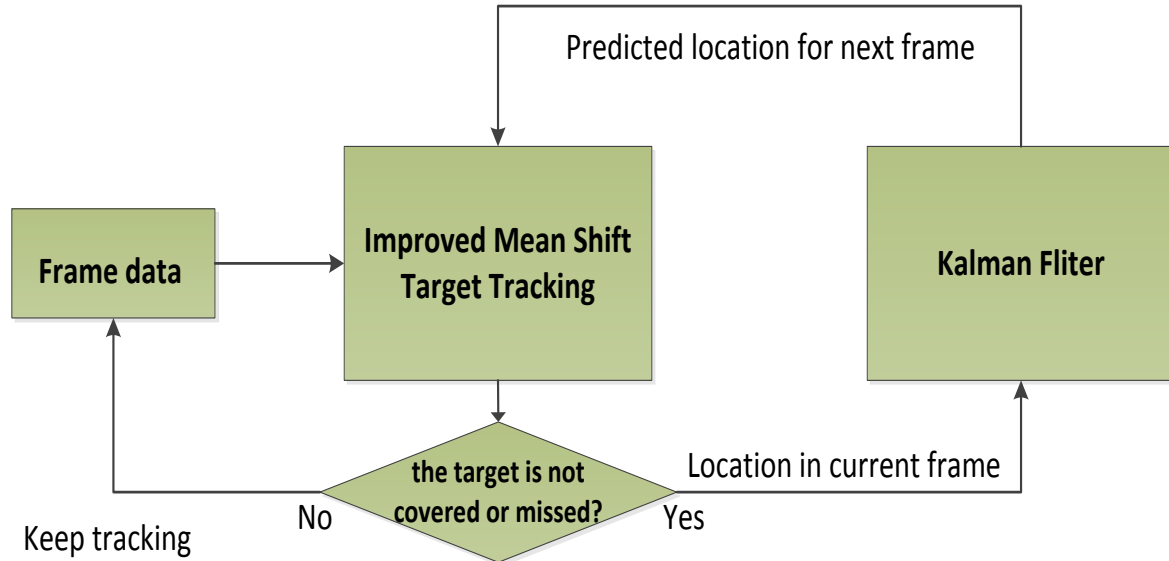 Predicted location for next frame
Improved Mean Shift
Target Tracking
Frame data
Kalman Fliter
the target is not
covered or missed?
Location in current frame
No
Yes
Keep tracking